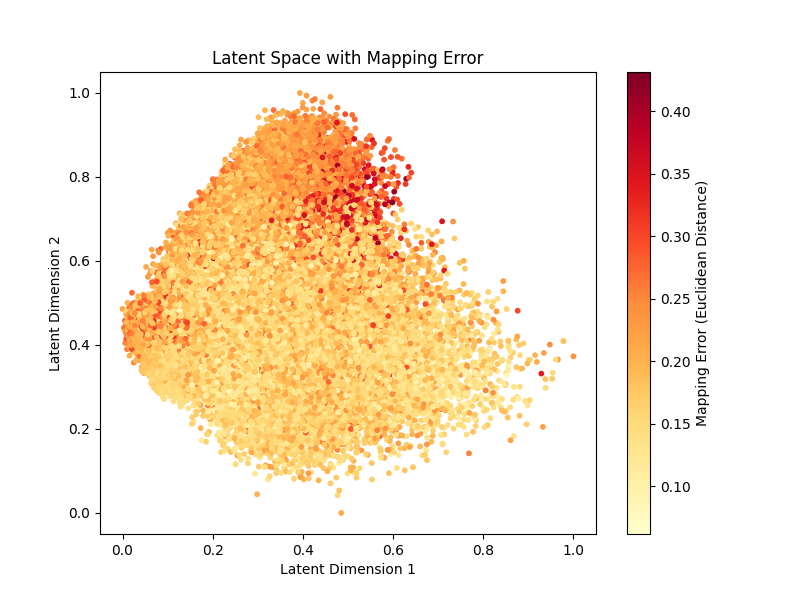 Latent Space with Mapping Error
Latent Dimension 2
1.0
0.8
0.6
0.4
0.2
0.0
0.0 0.2 0.4 0.6 0.8 1.0
Latent Dimension 1
0.40
0.35
0.30
0.25
0.20
0.15
0.10
Mapping Error (Euclidean Distance)